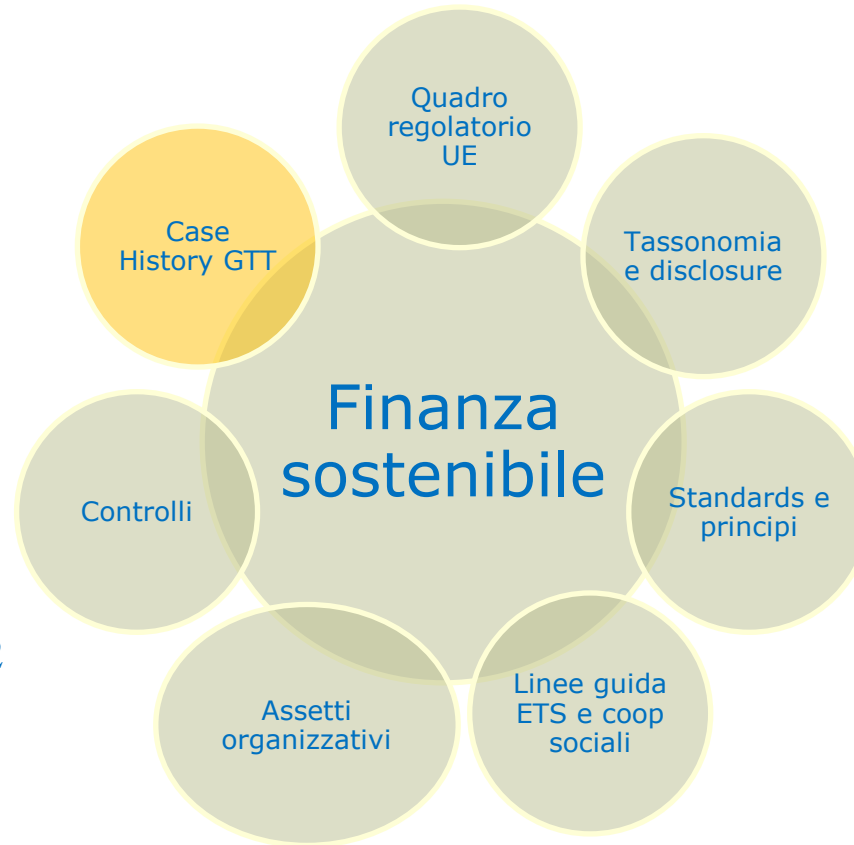 Quadro
regolatorio
UE
Tassonomia
e disclosure
Standards e
principi
Linee guida
ETS e coop
sociali
Assetti
organizzativi
Controlli
Case
History GTT
Finanza
sostenibile